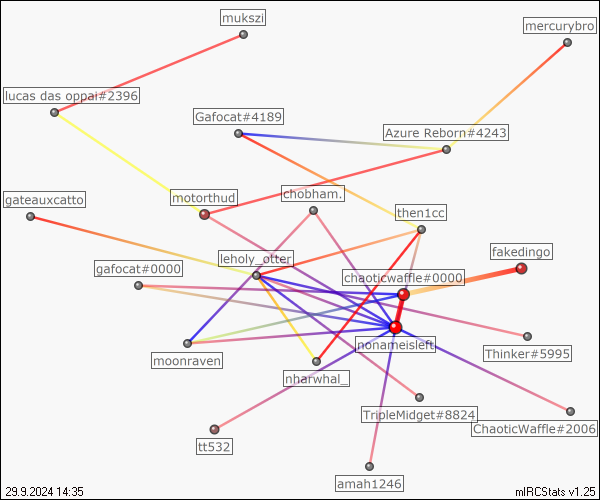 mukszi
mercurybro
lucas das oppai#2396
Gafocat#4189
Azure Reborn#4243
gateauxcatto
motorthud
chobham.
then1cc
leholy_otter
fakedingo
gafocat#0000
chaoticwaffle#0000
nonameisleft
Thinker#5995
moonraven
nharwhal_
TripleMidget#8824
ChaoticWaffle#2006
tt532
amah1246
29.9.2024 14:35
mIRCStats v1.25